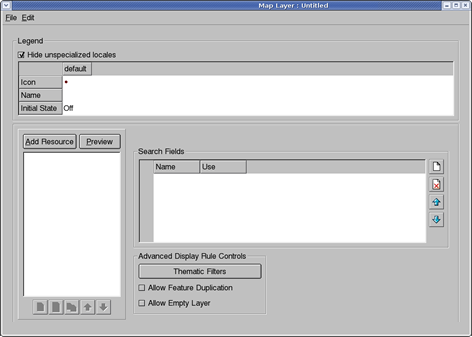 Map Layer : Untitled
File Edit
Legend
Hide unspecialized locales
default
Icon
Name
Initial State Off
Add Resource Preview
Search Fields
Name Use
Advanced Display Rule Controls
Thematic Filters
Allow Feature Duplication
Allow Empty Layer